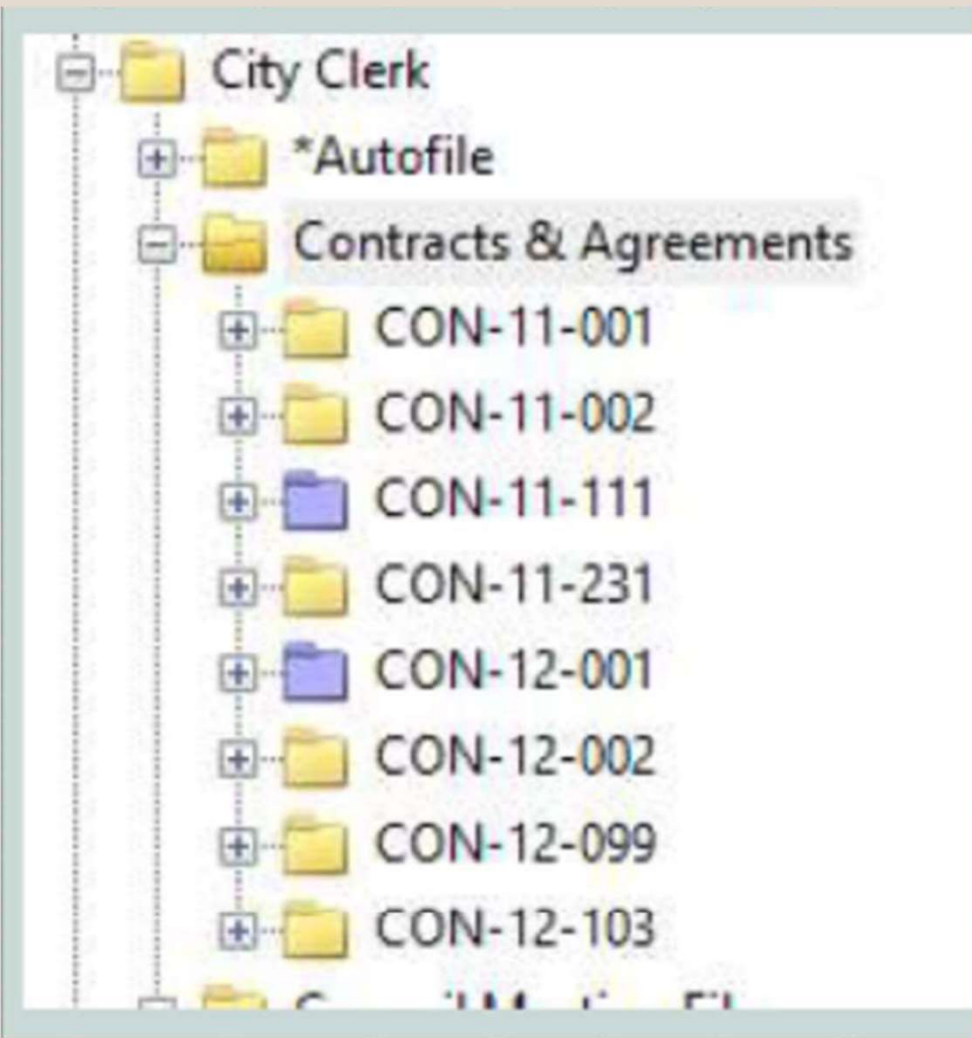 City Clerk
*Autofile
Contracts & Agreements
CON-11-001
CON-11-002
CON-11-111
CON-11-231
CON-12-001
CON-12-002
CON-12-099
CON-12-103